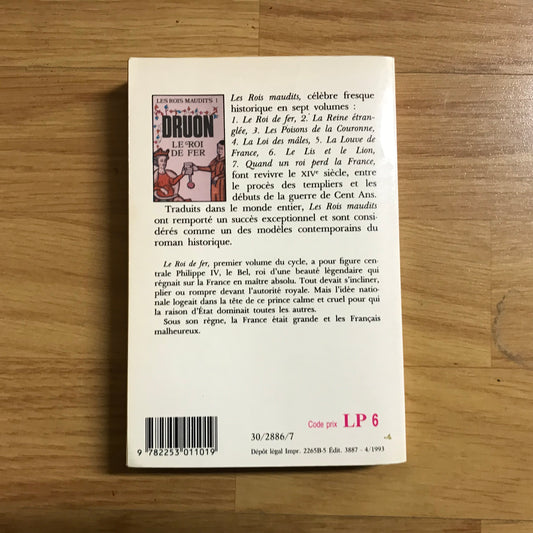 LES ROIS MAUDITS 1
DRUON
LE ROI
DE FER
Les Rois maudits, célèbre fresque
historique en sept volumes :
1. Le Roi de fer, 2. La Reine étran-
glée, 3. Les Poisons de la Couronne,
4. La Loi des mâles, 5. La Louve de
France, 6. Le Lis et le Lion,
7. Quand un roi perd la France,
font revivre le XIVe siècle, entre
le procès des templiers et les
débuts de la guerre de Cent Ans.
Traduits dans le monde entier, Les Rois maudits
ont remporté un succès exceptionnel et sont consi-
dérés comme un des modèles contemporains du
roman historique.
Le Roi de fer, premier volume du cycle, a pour figure cen-
trale Philippe IV, le Bel, roi d'une beauté légendaire qui
régnait sur la France en maître absolu. Tout devait s'incliner,
plier ou rompre devant l'autorité royale. Mais l'idée natio-
nale logeait dans la tête de ce prince calme et cruel pour qui
la raison d'État dominait toutes les autres.
Sous son règne, la France était grande et les Français
malheureux.
Code prix LP 6
30/2886/7
9 782253 011019
Dépôt légal Impr. 2265B-5 Édit. 3887 - 4/1993